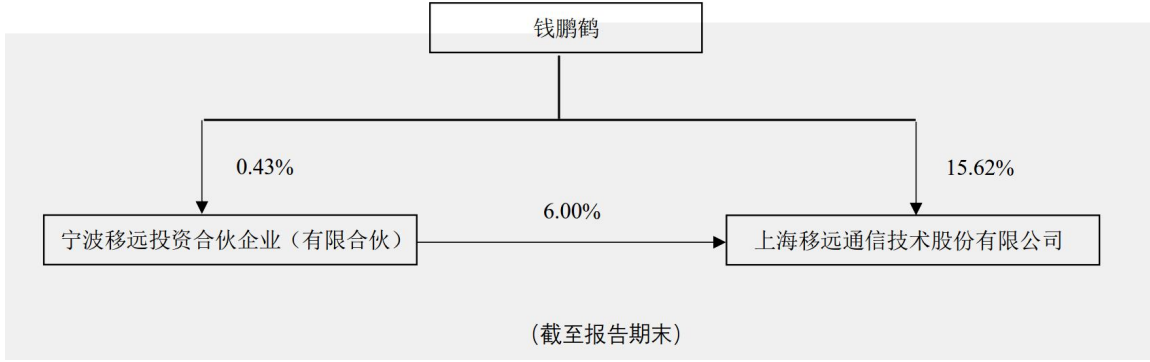 钱鹏鹤
0.43%
15.62%
6.00%
宁波移远投资合伙企业（有限合伙）
上海移远通信技术股份有限公司
（截至报告期末）